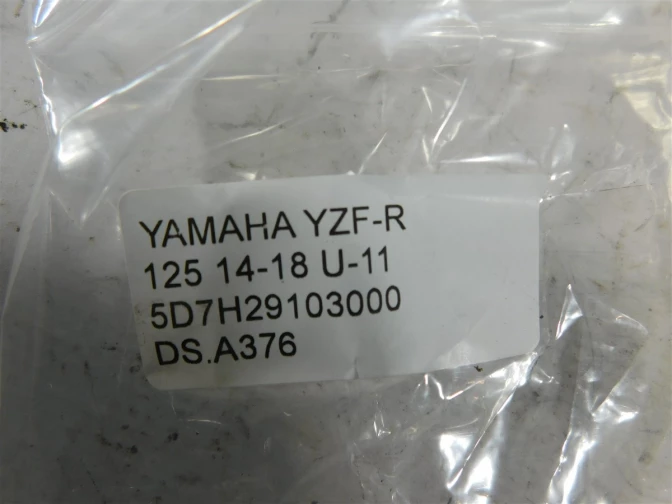 YAMAHA YZF-R
125 14-18 U-11
5D7H29103000
DS.A376